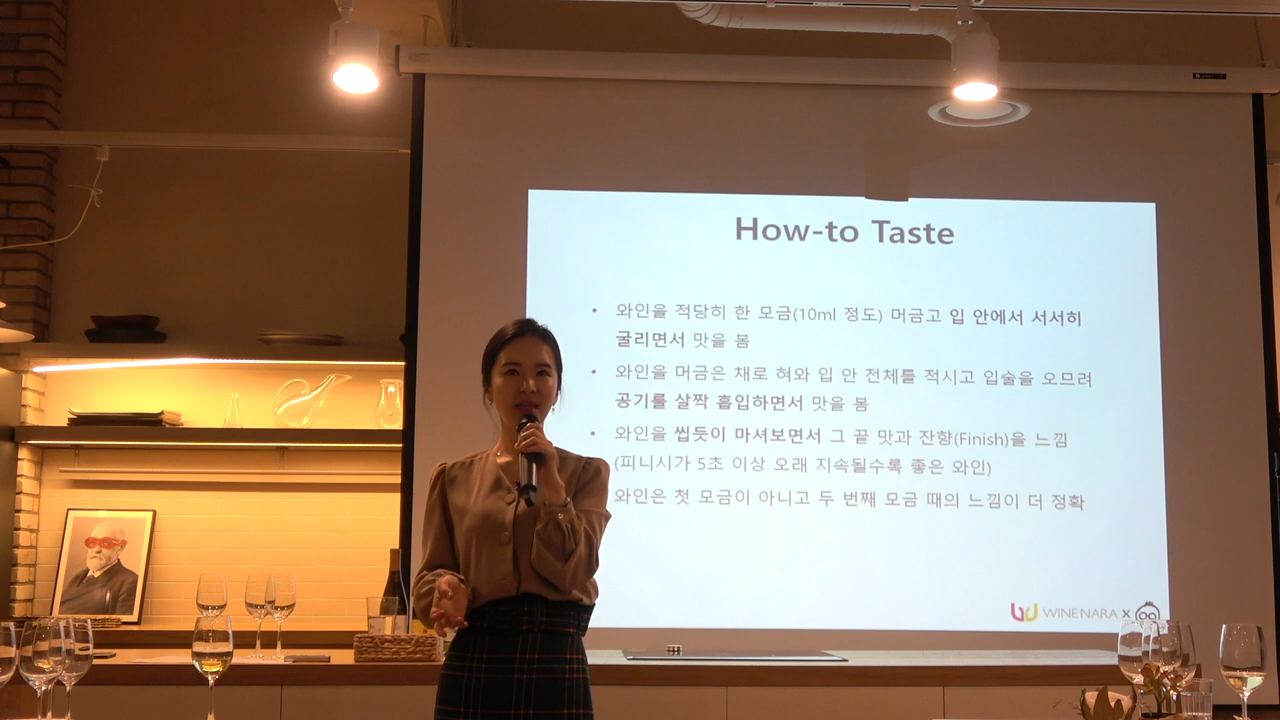 How-to Taste
• 와인을 적당히 한 모금(10ml 정도) 머금고 입 안에서 서서히
굴리면서 맛을 봄
• 와인을 머금은 채로 혀와 입 안 전체를 적시고 입술을 오므려
공기를 살짝 흡입하면서 맛을 봄
• 와인을 씹듯이 마셔보면서 그 끝 맛과 잔향(Finish)을 느낌
(피니시가 5초 이상 오래 지속될수록 좋은 와인)
와인은 첫 모금이 아니고 두 번째 모금 때의 느낌이 더 정확
WINENARA X